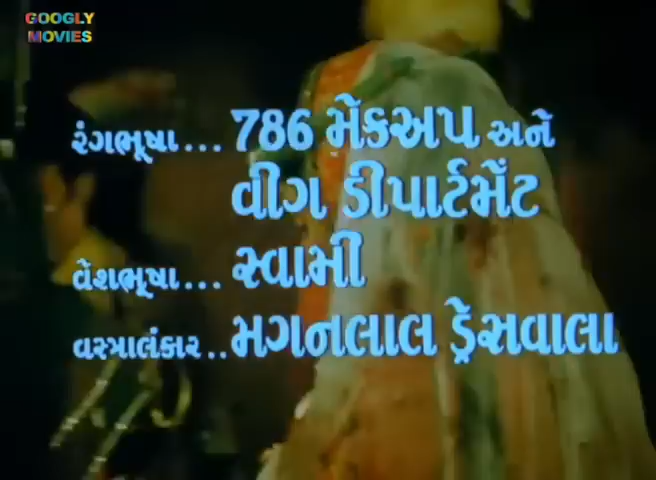 GOOGLY
MOVIES
રંગભૂષા... 786 મેકઅપ અને
વીગ ડીપાર્ટમેંટ
વેશભૂષા... સ્વામી
વસ્ત્રાલંકાર.. મગનલાલ ડ્રેસવાલા